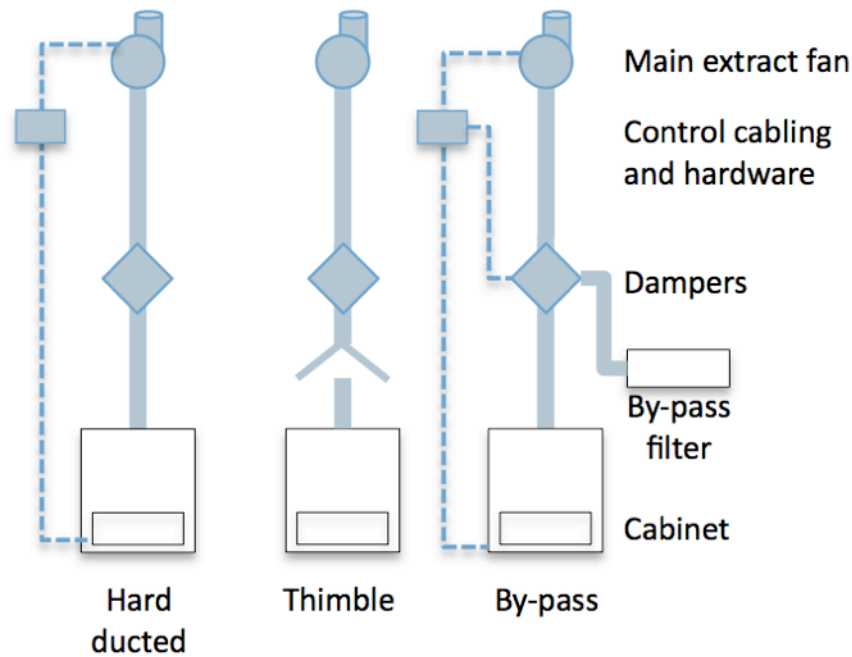 Main extract fan
Control cabling
and hardware
Dampers
By-pass
filter
Cabinet
Hard
ducted
Thimble
By-pass